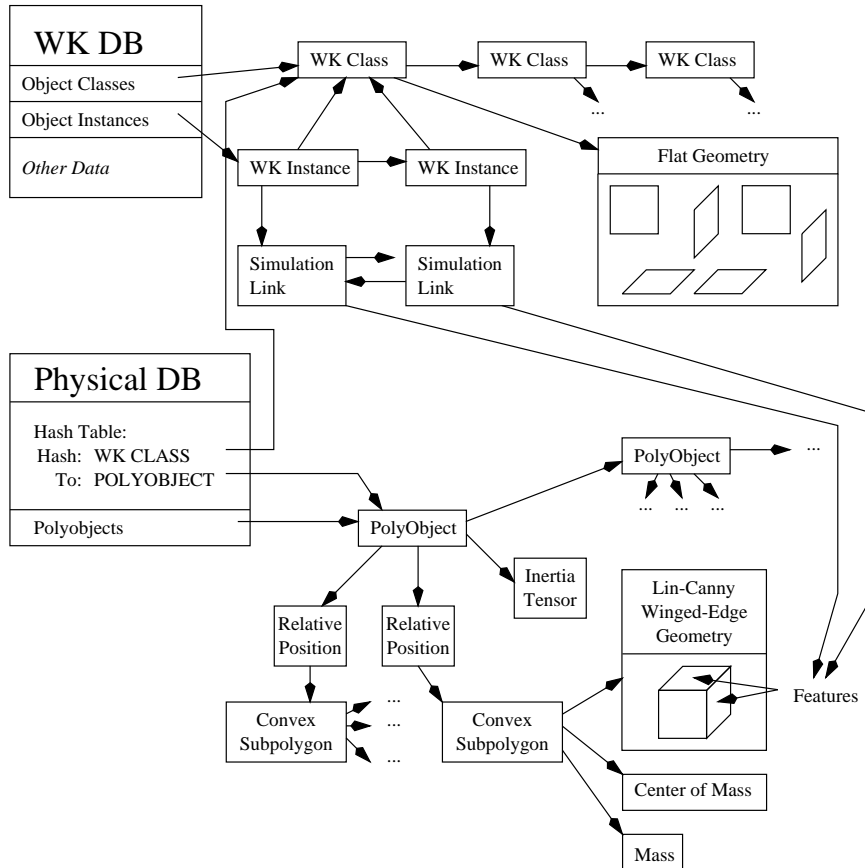 WK DB
Object Classes
Object Instances
Other Data
WK Class
WK Class
WK Class
...
...
WK Instance
WK Instance
Flat Geometry
Simulation
Link
Simulation
Link
Physical DB
Hash Table:
Hash: WK CLASS
To: POLYOBJECT
Polyobjects
PolyObject
...
... ... ...
PolyObject
Inertia
Tensor
Relative
Position
Relative
Position
Lin-Canny
Winged-Edge
Geometry
Features
Convex
Subpolygon
...
...
...
Convex
Subpolygon
Center of Mass
Mass